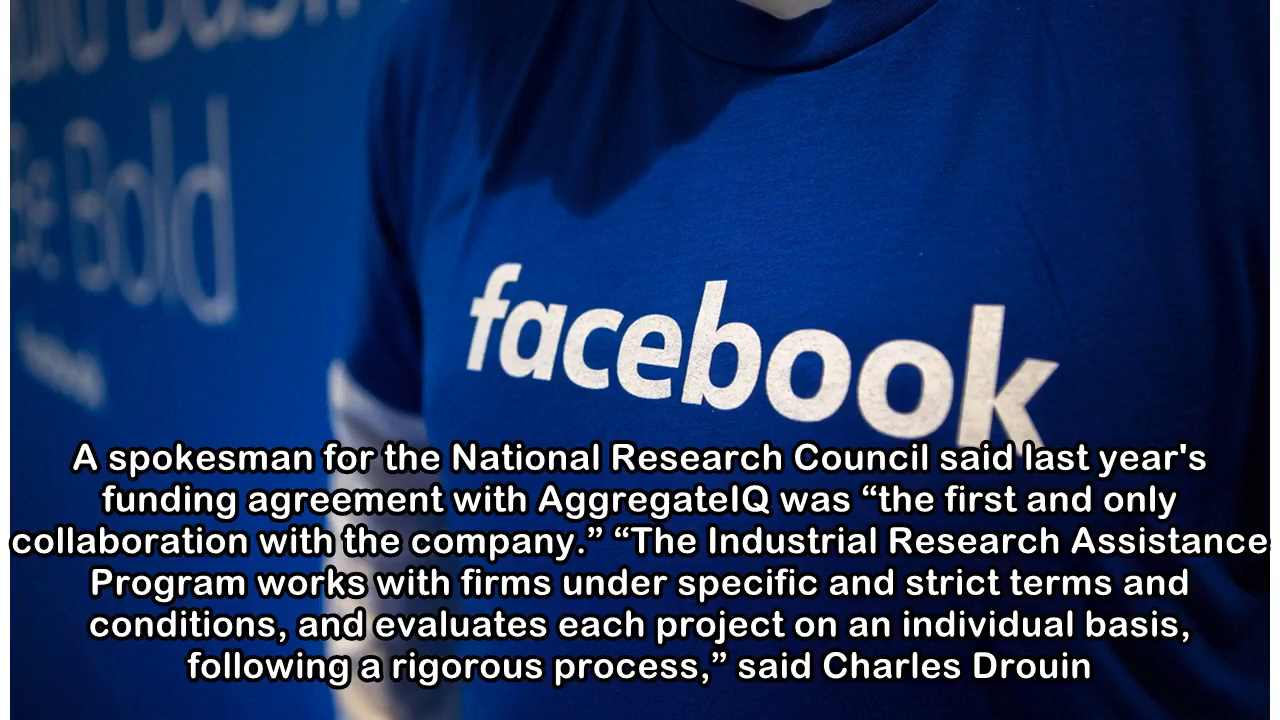 Be Bold
facebook
A spokesman for the National Research Council said last year's
funding agreement with AggregateIQ was “the first and only
collaboration with the company.” “The Industrial Research Assistance
Program works with firms under specific and strict terms and
conditions, and evaluates each project on an individual basis,
following a rigorous process,” said Charles Drouin